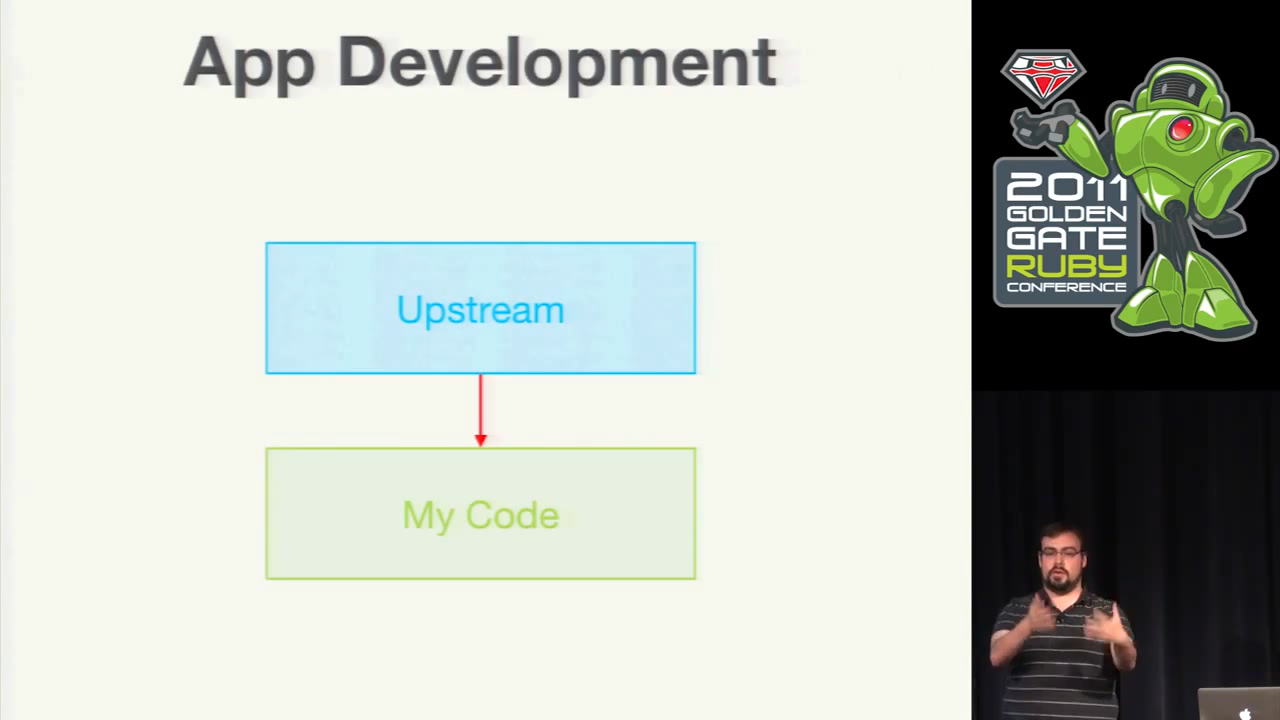 App Development
Upstream
My Code
2011
GOLDEN
GATE
RUBY
CONFERENCE